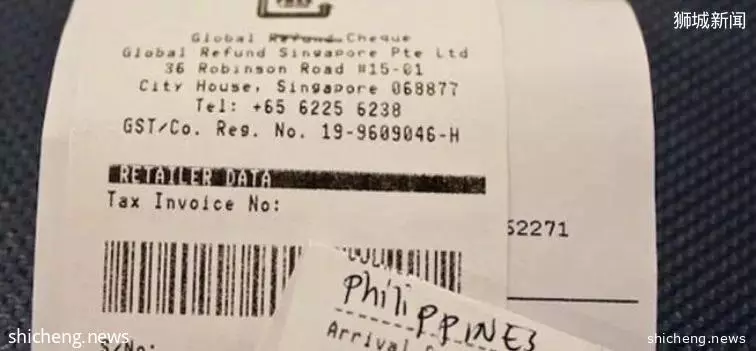 狮城新闻
Global Refund Cheque
Global Refund Singapore Pte Ltd
36 Robinson Road #15-01
City House, Singapore 068877
Tel: +65 6225 6238
GST/Co. Reg. No. 19-9609046-H
RETAILER DATA
Tax Invoice No:
52271
PhiliPPINES
Arrival
S/No:
shicheng.news
shicheng.news